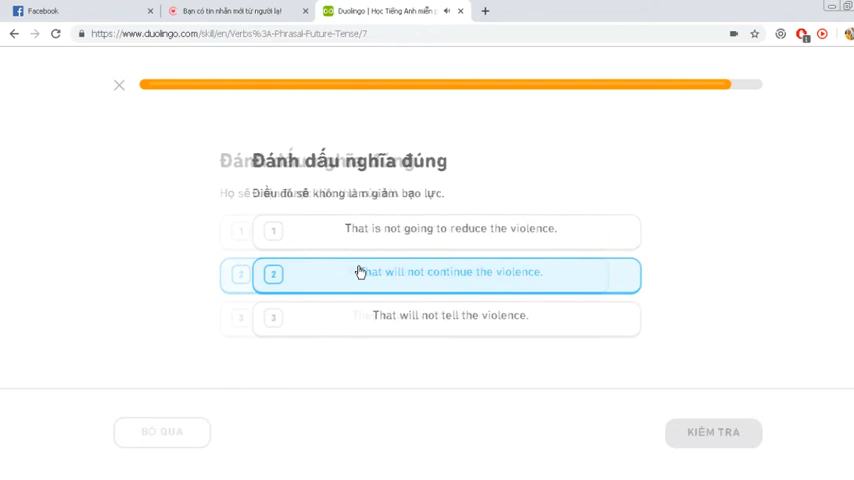 Facebook
Bạn có tin nhắn mới từ người lạ!
Duolingo | Học Tiếng Anh miễn p
https://www.duolingo.com/skill/en/Verbs%3A-Phrasal-Future-Tense/7
1
Đánh dấu nghĩa đúng
Điều đó sẽ không làm giảm bạo lực.
1 That is not going to reduce the violence.
2 That will not continue the violence.
3 That will not tell the violence.
BỎ QUA
KIỂM TRA